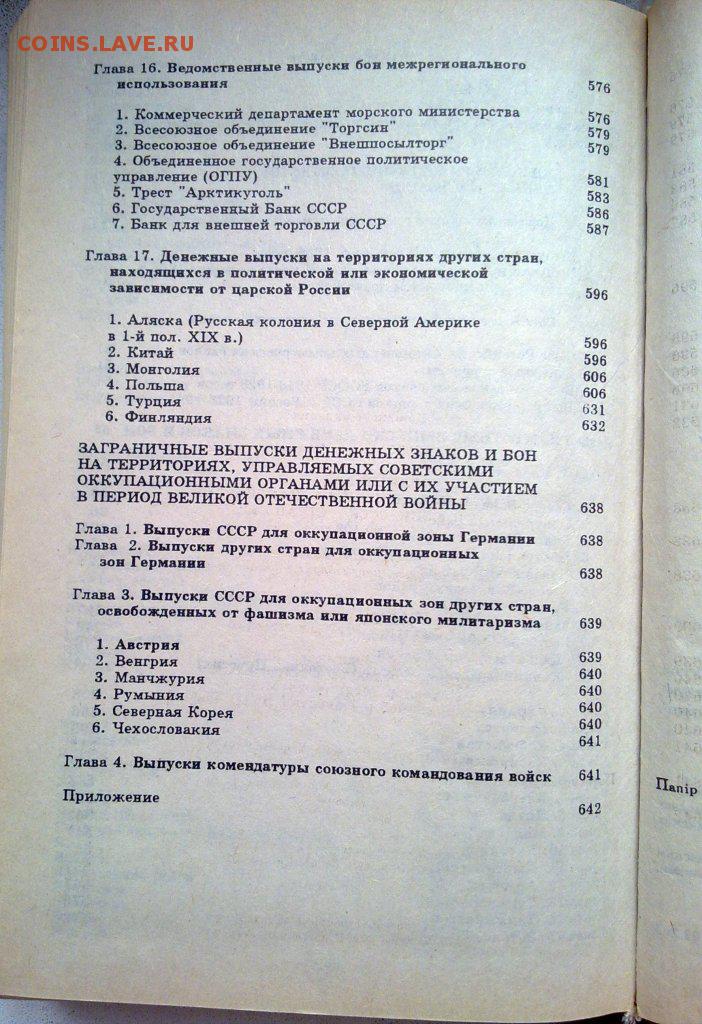 COINS.LAVE.RU
Глава 16. Ведомственные выпуски бон межрегионального
использования 576
1. Коммерческий департамент морского министерства 576
2. Всесоюзное объединение "Торгсин" 579
3. Всесоюзное объединение "Внешпосылторг" 579
4. Объединенное государственное политическое
управление (ОГПУ) 581
5. Трест "Арктикуголь" 583
6. Государственный Банк СССР 586
7. Банк для внешней торговли СССР 587
Глава 17. Денежные выпуски на территориях других стран,
находящихся в политической или экономической
зависимости от царской России 596
1. Аляска (Русская колония в Северной Америке
в 1-й пол. XIX в.) 596
2. Китай 596
3. Монголия 606
4. Польша 606
5. Турция 631
6. Финляндия 632
ЗАГРАНИЧНЫЕ ВЫПУСКИ ДЕНЕЖНЫХ ЗНАКОВ И БОН
НА ТЕРРИТОРИЯХ, УПРАВЛЯЕМЫХ СОВЕТСКИМИ
ОККУПАЦИОННЫМИ ОРГАНАМИ ИЛИ С ИХ УЧАСТИЕМ
В ПЕРИОД ВЕЛИКОЙ ОТЕЧЕСТВЕННОЙ ВОЙНЫ 638
Глава 1. Выпуски СССР для оккупационной зоны Германии 638
Глава 2. Выпуски других стран для оккупационных
зон Германии 638
Глава 3. Выпуски СССР для оккупационных зон других стран,
освобожденных от фашизма или японского милитаризма 639
1. Австрия 639
2. Венгрия 640
3. Манчжурия 640
4. Румыния 640
5. Северная Корея 640
6. Чехословакия 641
Глава 4. Выпуски комендатуры союзного командования войск 641
Приложение 642
Папір